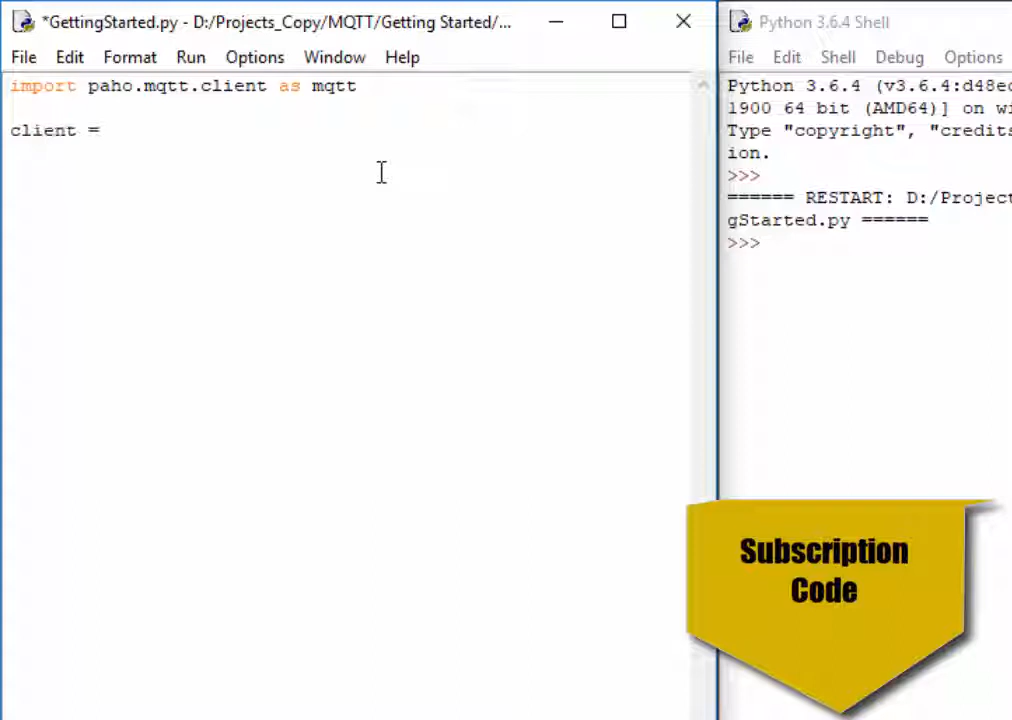 *GettingStarted.py - D:/Projects_Copy/MQTT/Getting Started/...
File Edit Format Run Options Window Help
import paho.mqtt.client as mqtt
client =
Python 3.6.4 Shell
File Edit Shell Debug Options
Python 3.6.4 (v3.6.4:d48ec
1900 64 bit (AMD64)] on wi
Type "copyright", "credits
ion.
>>>
====== RESTART: D:/Project
gStarted.py ======
>>>
Subscription
Code